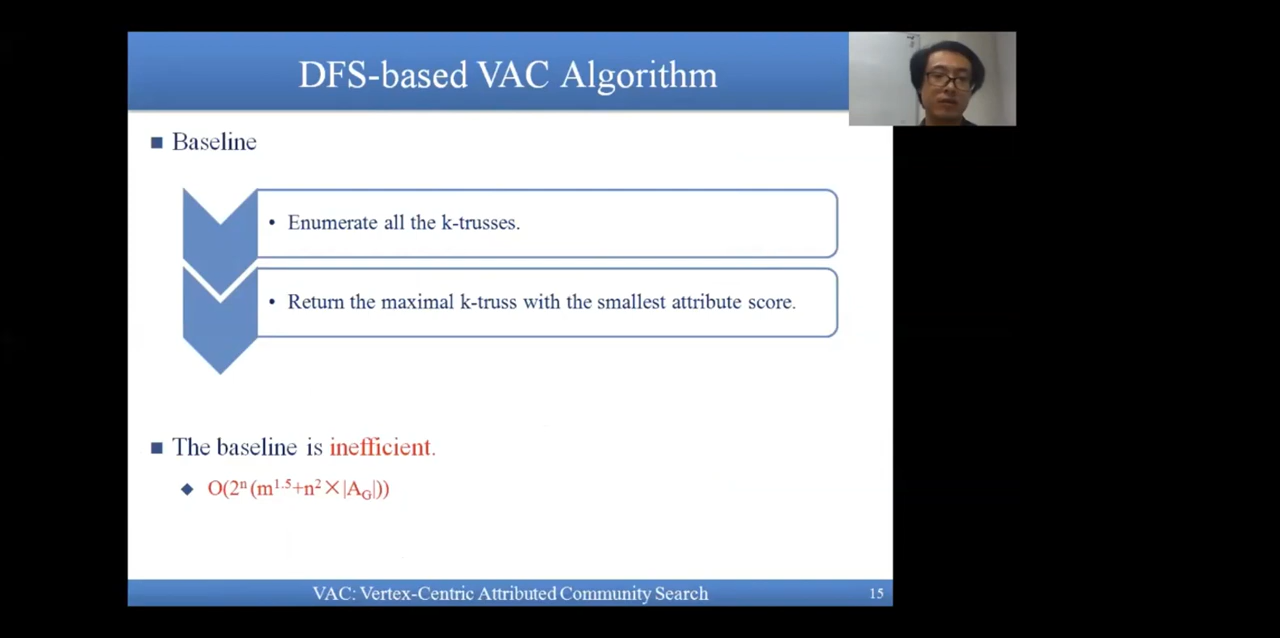 DFS-based VAC Algorithm
■ Baseline
• Enumerate all the k-trusses.
• Return the maximal k-truss with the smallest attribute score.
■ The baseline is inefficient.
◆ O(2ⁿ (m¹·⁵+n²×|A_G|))
VAC: Vertex-Centric Attributed Community Search
15